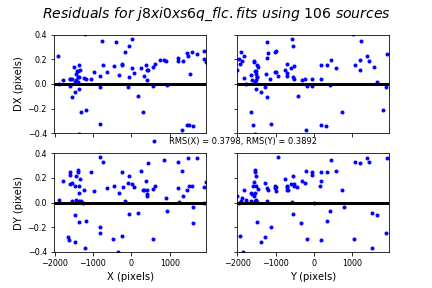 Residuals for j8xi0xs6q_flc.fits using 106 sources
DX (pixels)
0.4
0.2
0.0
−0.2
−0.4
RMS(X) = 0.3798, RMS(Y) = 0.3892
DY (pixels)
0.4
0.2
0.0
−0.2
−0.4
−2000 −1000 0 1000
−2000 −1000 0 1000
X (pixels) Y (pixels)